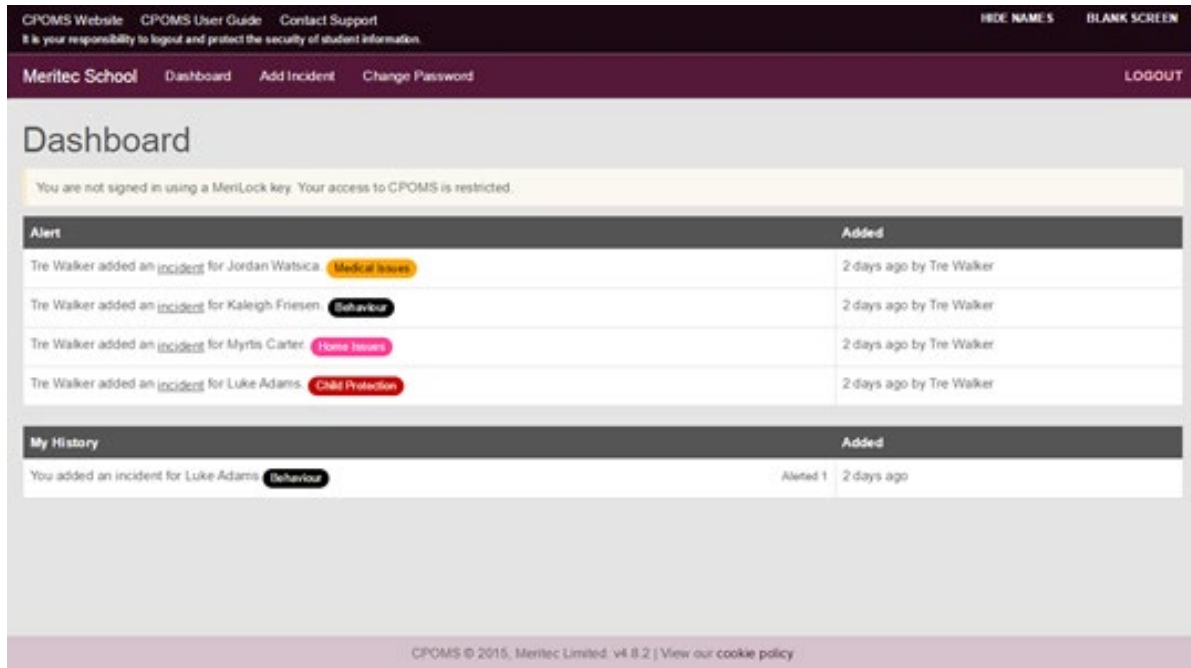 CPOMS Website CPOMS User Guide Contact Support HIDE NAMES BLANK SCREEN
It is your responsibility to logout and protect the security of student information.
Meritec School Dashboard Add Incident Change Password LOGOUT
Dashboard
You are not signed in using a MeriLock key. Your access to CPOMS is restricted.
Alert Added
Tre Walker added an incident for Jordan Watsica. Medical Issues 2 days ago by Tre Walker
Tre Walker added an incident for Kaleigh Friesen. Behaviour 2 days ago by Tre Walker
Tre Walker added an incident for Myrtis Carter. Home Issues 2 days ago by Tre Walker
Tre Walker added an incident for Luke Adams. Child Protection 2 days ago by Tre Walker
My History Added
You added an incident for Luke Adams Behaviour Alerted 1 2 days ago
CPOMS © 2015, Meritec Limited. v4.8.2 | View our cookie policy